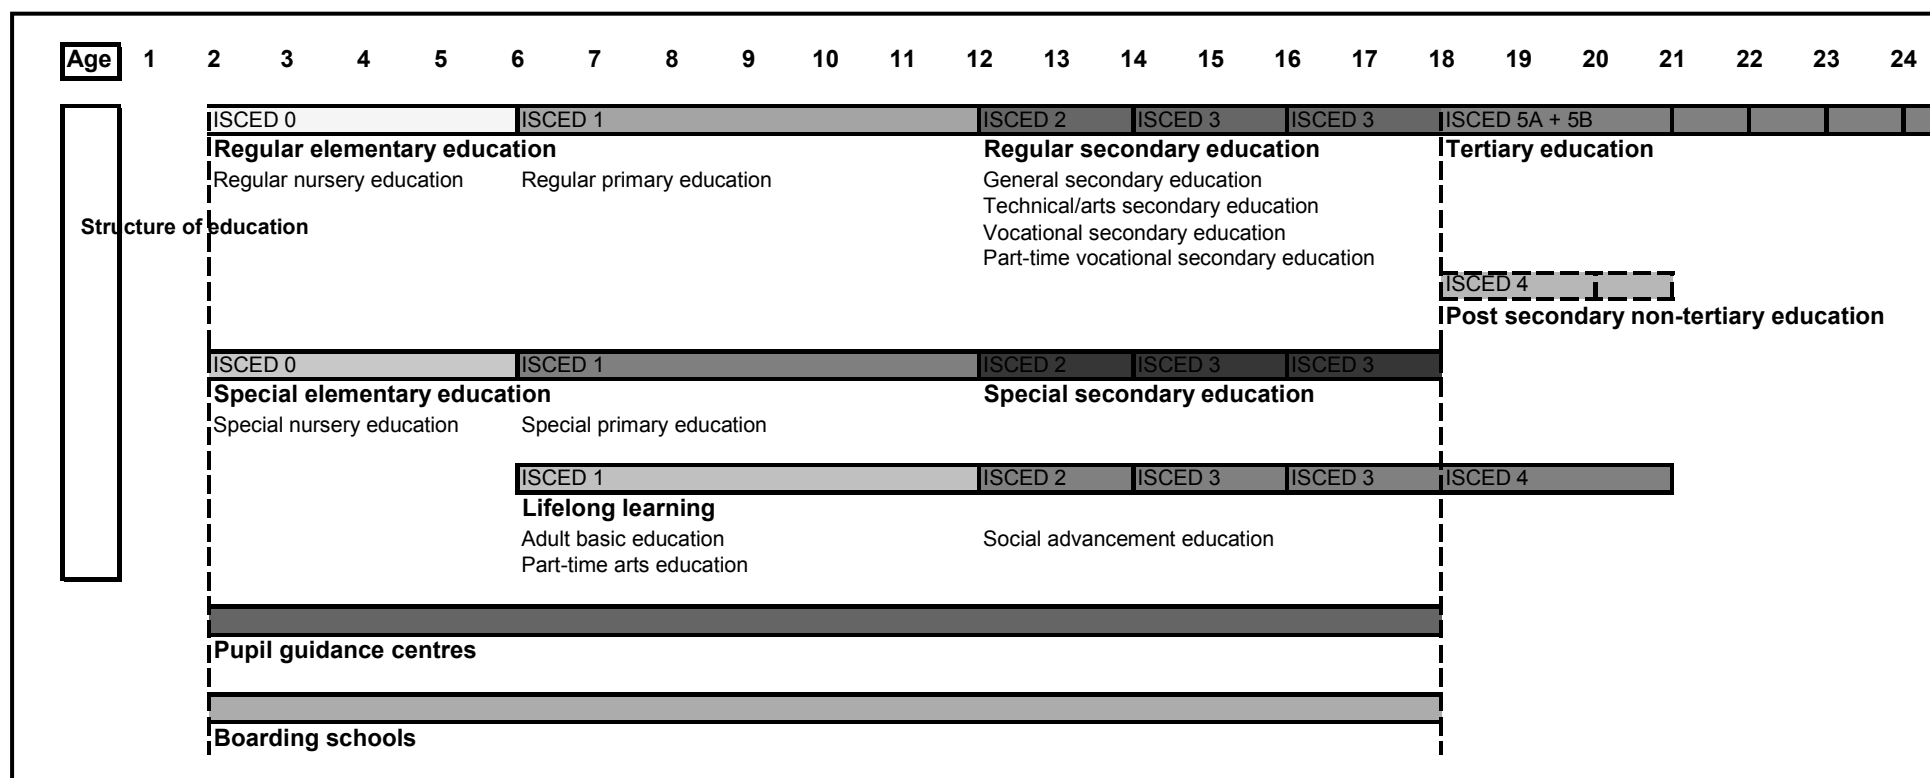 Age 1 2 3 4 5 6 7 8 9 10 11 12 13 14 15 16 17 18 19 20 21 22 23 24
ISCED 0 ISCED 1 ISCED 2 ISCED 3 ISCED 3 ISCED 5A + 5B
Regular elementary education Regular secondary education Tertiary education
Regular nursery education Regular primary education General secondary education
Technical/arts secondary education
Structure of education Vocational secondary education
Part-time vocational secondary education
ISCED 4
Post secondary non-tertiary education
ISCED 0 ISCED 1 ISCED 2 ISCED 3 ISCED 3
Special elementary education Special secondary education
Special nursery education Special primary education
ISCED 1 ISCED 2 ISCED 3 ISCED 3 ISCED 4
Lifelong learning
Adult basic education Social advancement education
Part-time arts education
Pupil guidance centres
Boarding schools